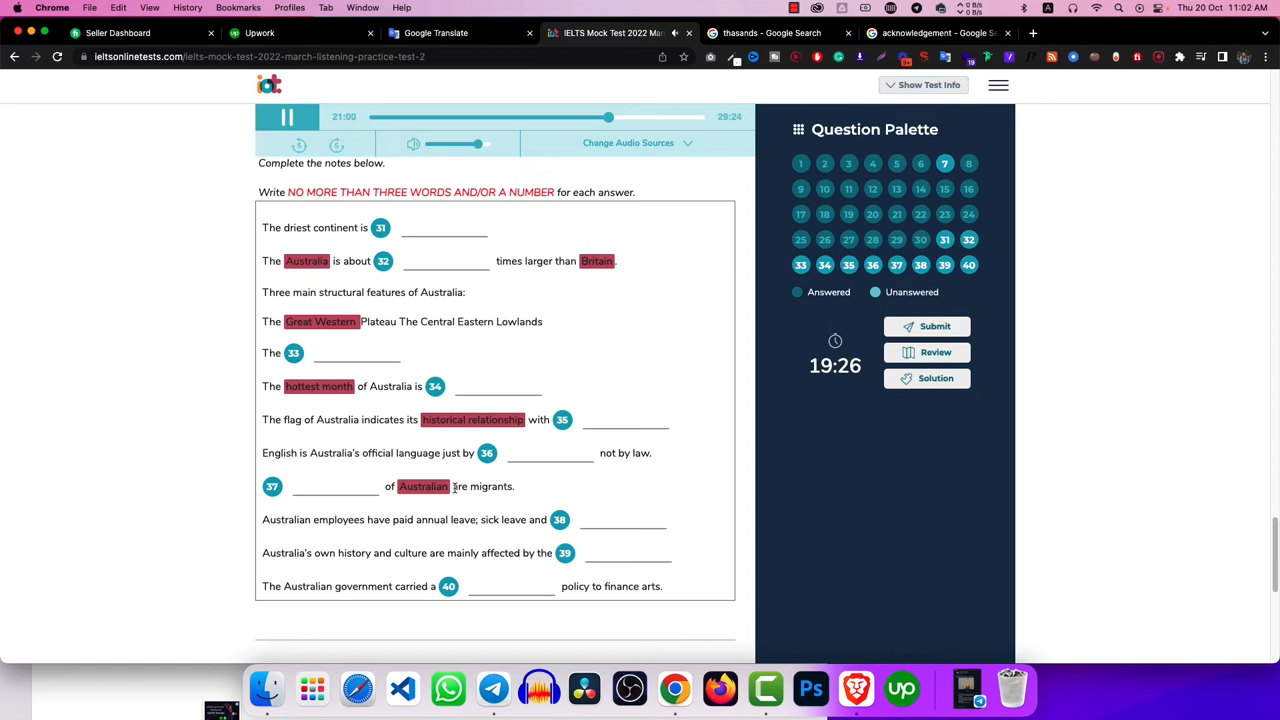 Chrome File Edit View History Bookmarks Profiles Tab Window Help
0 B/s
0 B/s
A
Thu 20 Oct 11:02 AM
Seller Dashboard
Upwork
Google Translate
IELTS Mock Test 2022 Mar
thasands - Google Search
acknowledgement - Google Se
ieltsonlinetests.com/ielts-mock-test-2022-march-listening-practice-test-2
iot
Show Test Info
21:00
29:24
5
5
Change Audio Sources
Complete the notes below.
Write NO MORE THAN THREE WORDS AND/OR A NUMBER for each answer.
The driest continent is 31
The Australia is about 32 times larger than Britain.
Three main structural features of Australia:
The Great Western Plateau The Central Eastern Lowlands
The 33
The hottest month of Australia is 34
The flag of Australia indicates its historical relationship with 35
English is Australia's official language just by 36 not by law.
37 of Australian are migrants.
Australian employees have paid annual leave; sick leave and 38
Australia's own history and culture are mainly affected by the 39
The Australian government carried a 40 policy to finance arts.
Question Palette
1 2 3 4 5 6 7 8
9 10 11 12 13 14 15 16
17 18 19 20 21 22 23 24
25 26 27 28 29 30 31 32
33 34 35 36 37 38 39 40
Answered
Unanswered
19:26
Submit
Review
Solution
Ps
up